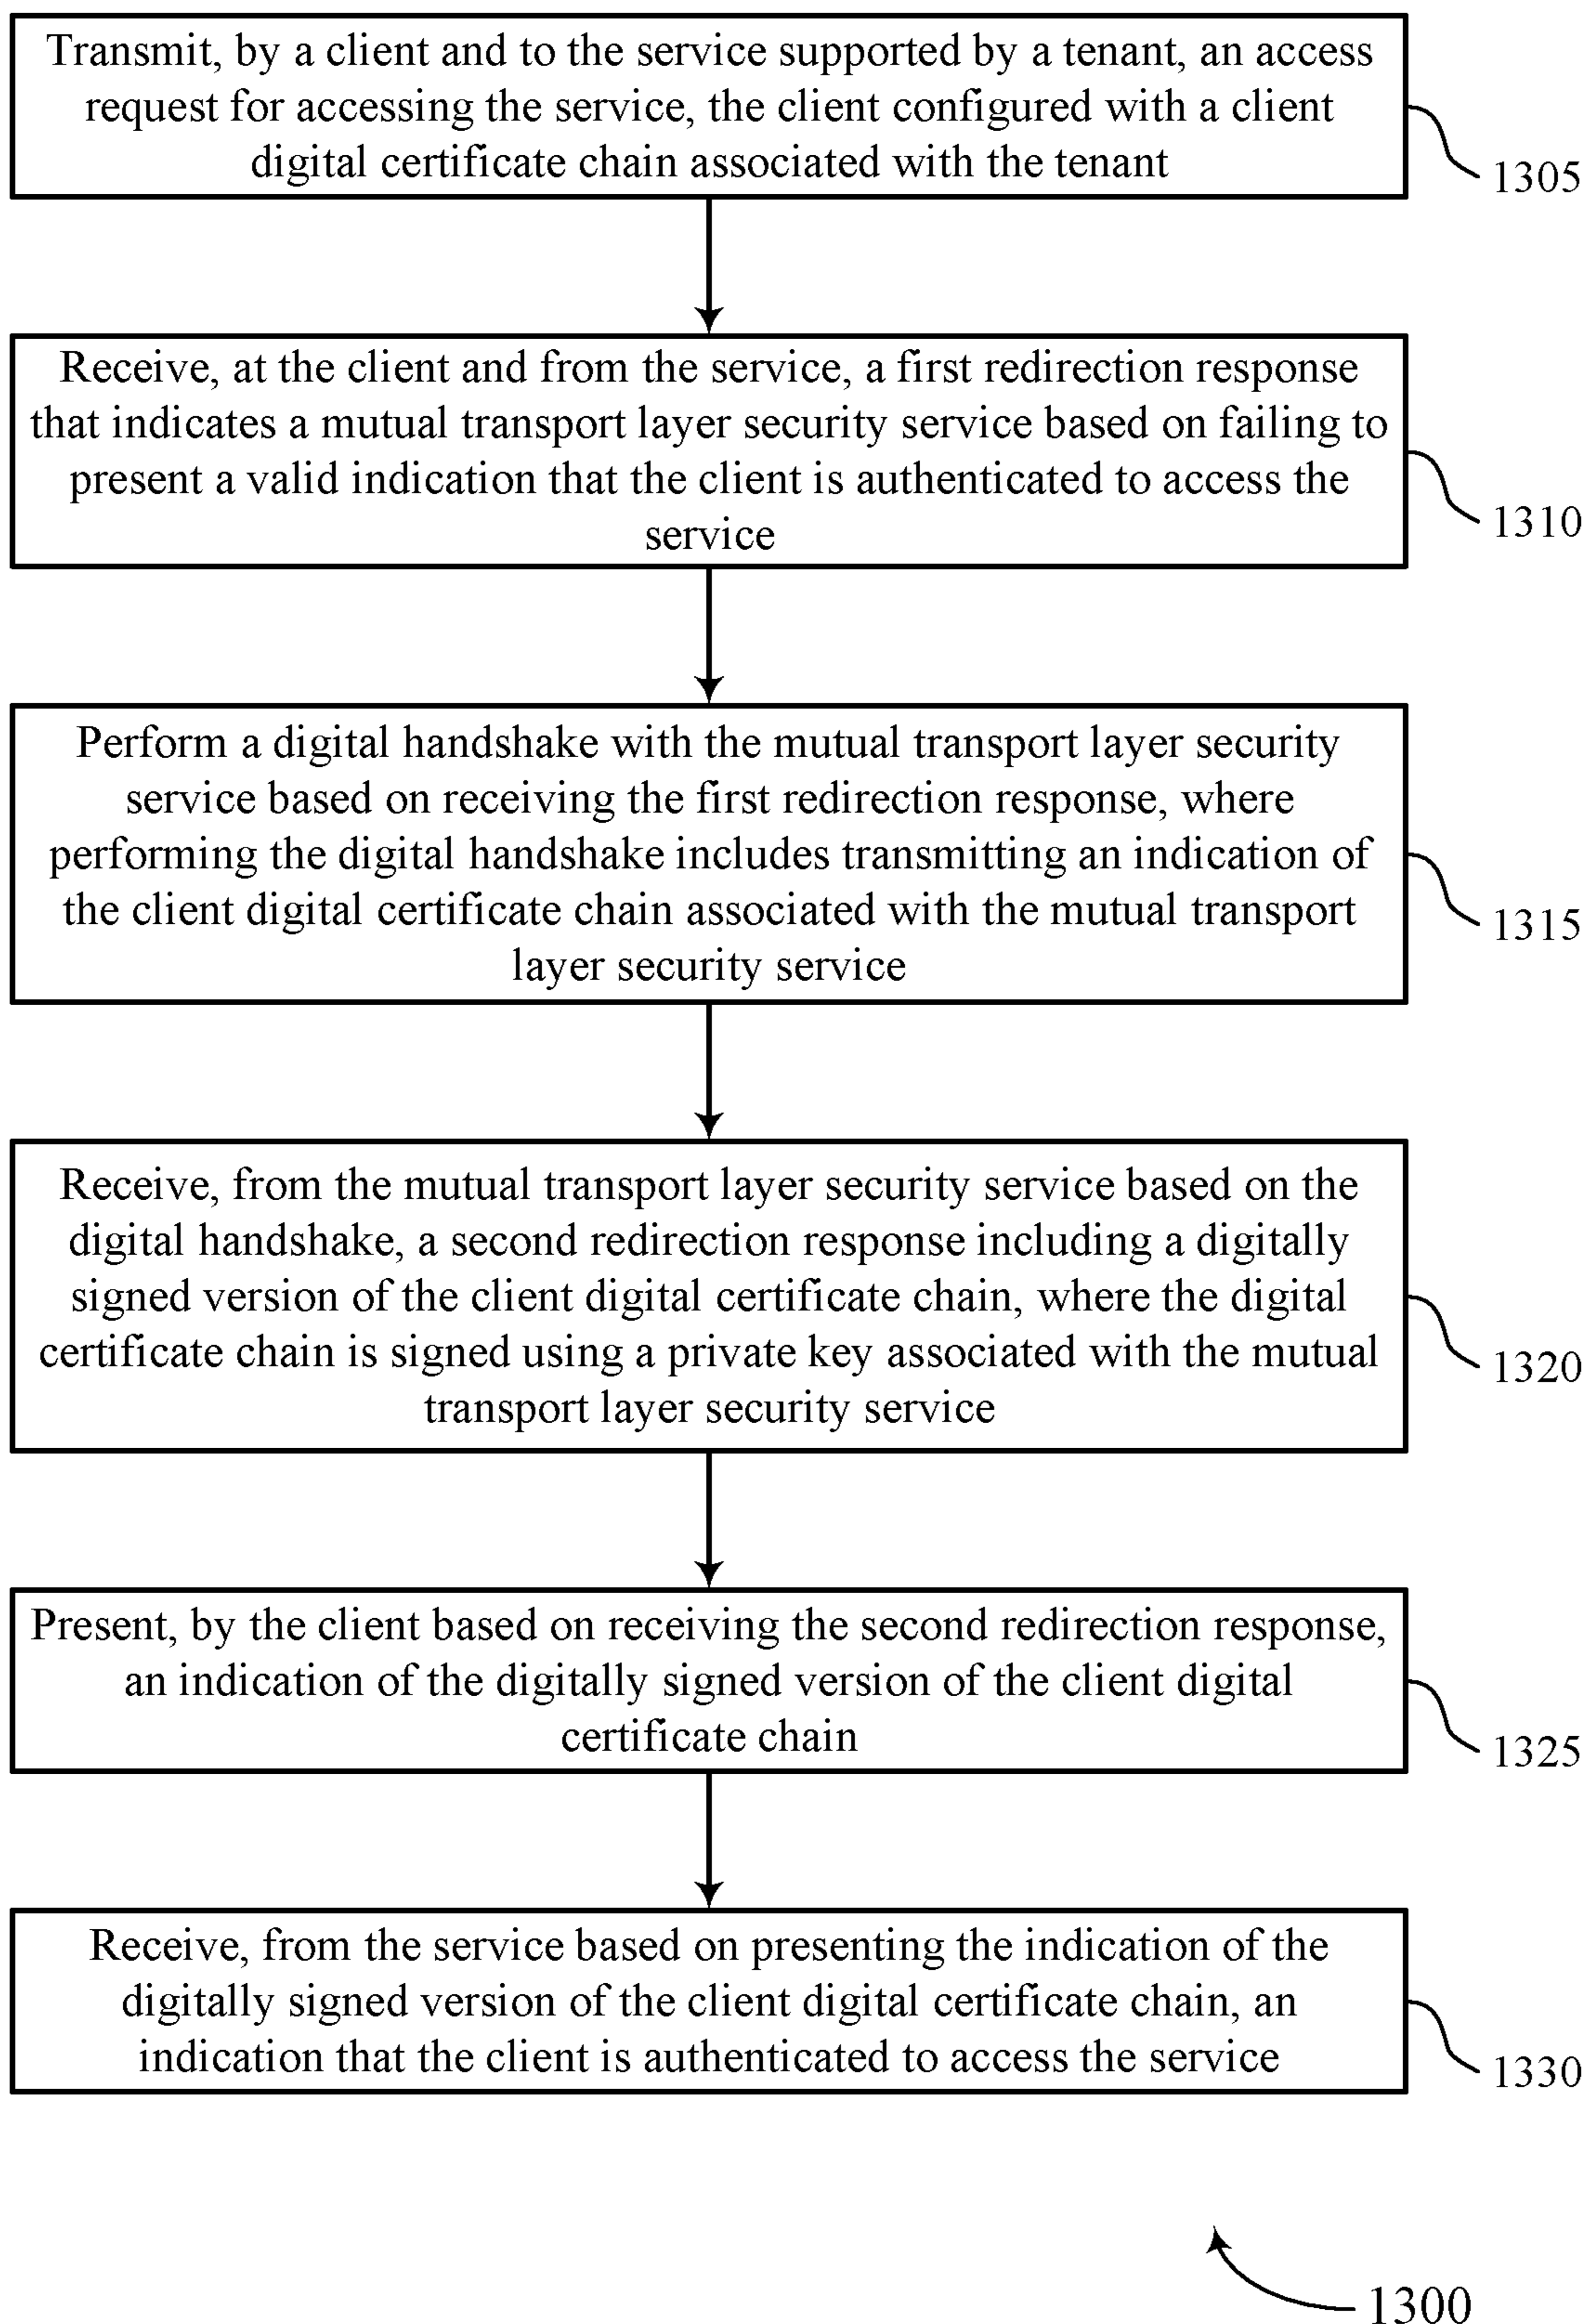 Transmit, by a client and to the service supported by a tenant, an access
request for accessing the service, the client configured with a client
digital certificate chain associated with the tenant
1305
Receive, at the client and from the service, a first redirection response
that indicates a mutual transport layer security service based on failing to
present a valid indication that the client is authenticated to access the
service
1310
Perform a digital handshake with the mutual transport layer security
service based on receiving the first redirection response, where
performing the digital handshake includes transmitting an indication of
the client digital certificate chain associated with the mutual transport
layer security service
1315
Receive, from the mutual transport layer security service based on the
digital handshake, a second redirection response including a digitally
signed version of the client digital certificate chain, where the digital
certificate chain is signed using a private key associated with the mutual
transport layer security service
1320
Present, by the client based on receiving the second redirection response,
an indication of the digitally signed version of the client digital
certificate chain
1325
Receive, from the service based on presenting the indication of the
digitally signed version of the client digital certificate chain, an
indication that the client is authenticated to access the service
1330
1300